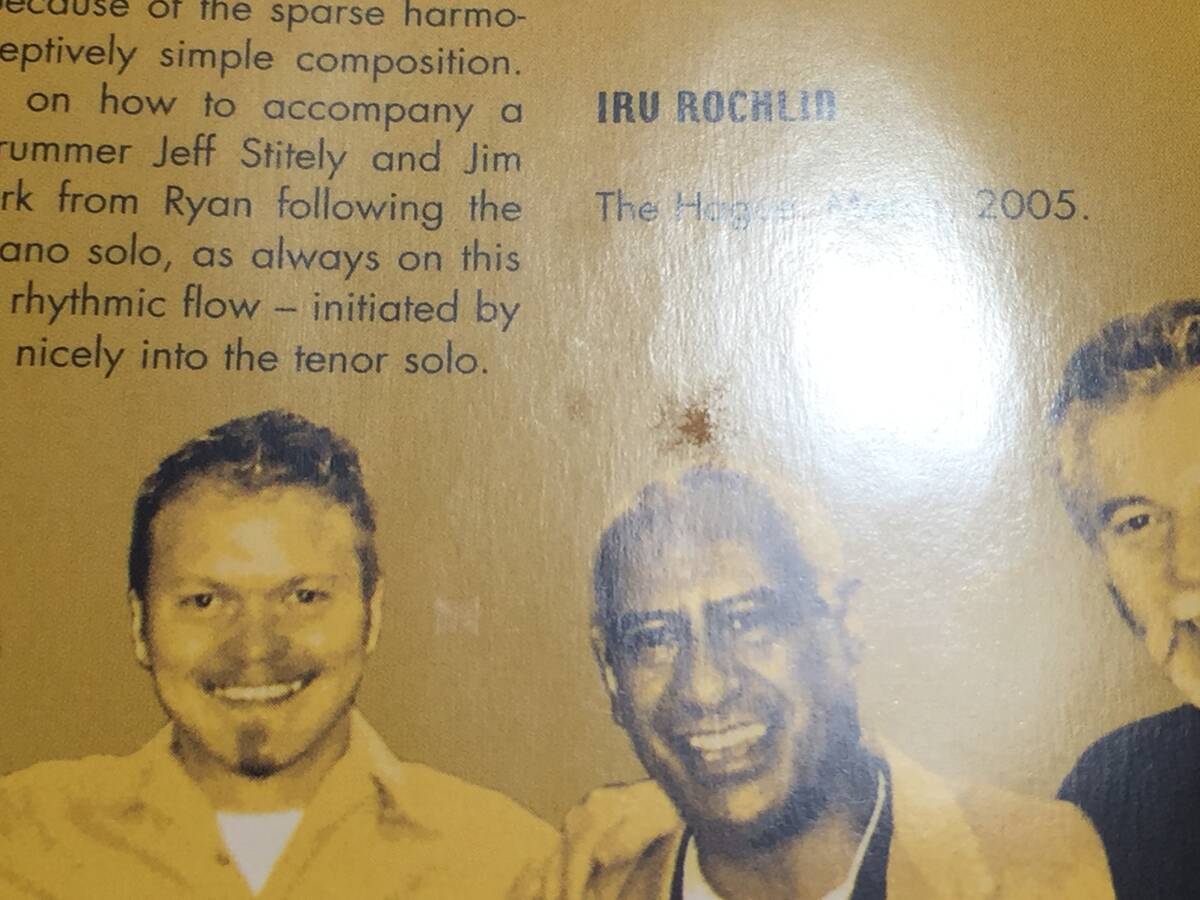 because of the sparse harmo-
eptively simple composition.
on how to accompany a
rummer Jeff Stitely and Jim
rk from Ryan following the
ano solo, as always on this
rhythmic flow – initiated by
nicely into the tenor solo.
IRU ROCHLIN
The Hague, 2005.